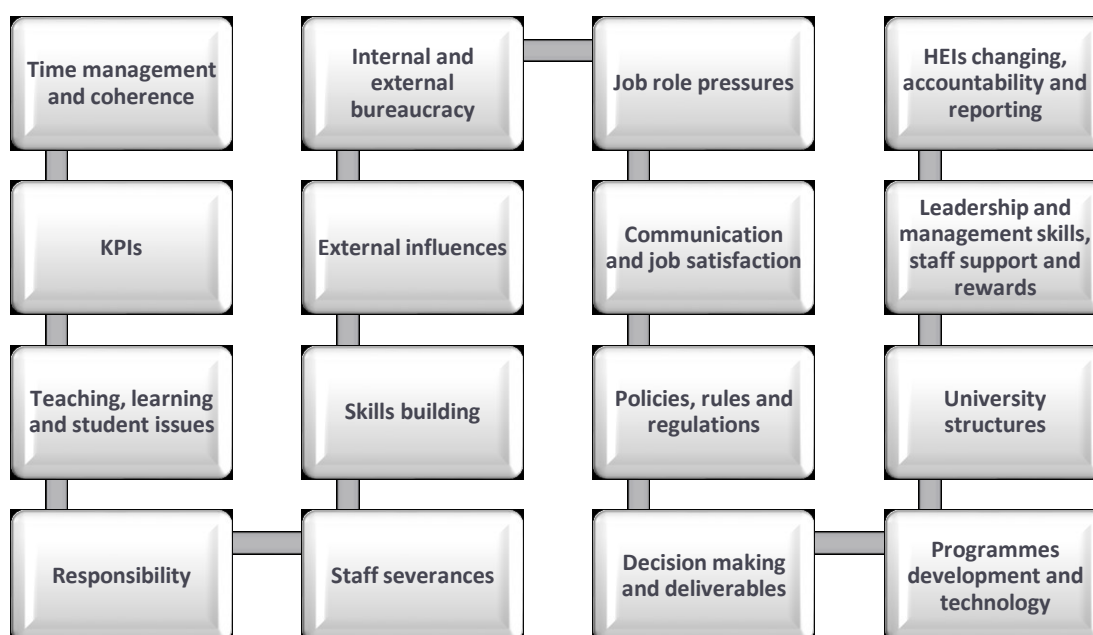 Time management
and coherence
KPIs
Teaching, learning
and student issues
Responsibility
Staff severances
Skills building
External influences
Internal and
external
bureaucracy
Job role pressures
Communication
and job satisfaction
Policies, rules and
regulations
Decision making
and deliverables
Programmes
development and
technology
University
structures
Leadership and
management skills,
staff support and
rewards
HEIs changing,
accountability and
reporting